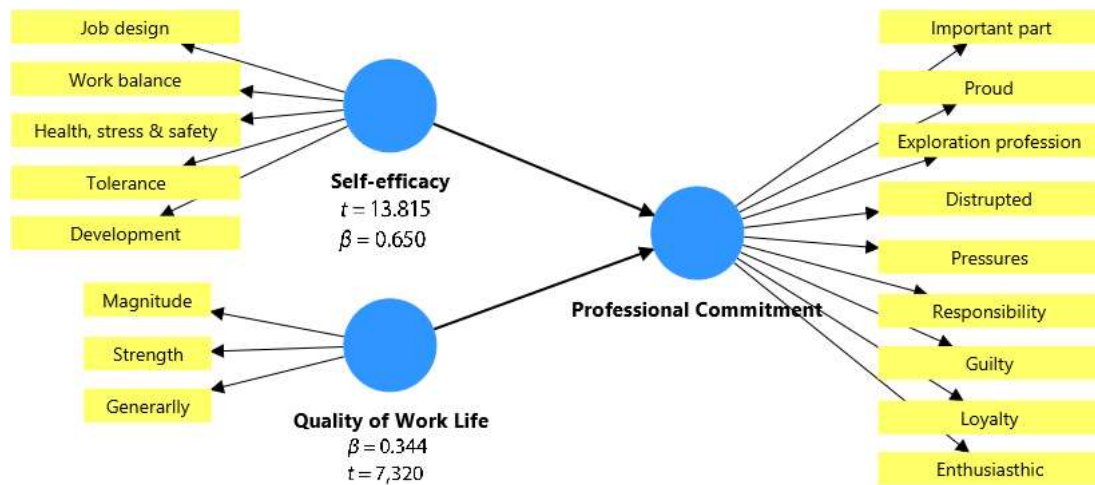 Job design
Work balance
Health, stress & safety
Tolerance
Development
Self-efficacy
t = 13.815
β = 0.650
Magnitude
Strength
Generarlly
Quality of Work Life
β = 0.344
t = 7,320
Professional Commitment
Important part
Proud
Exploration profession
Distrupted
Pressures
Responsibility
Guilty
Loyalty
Enthusiasthic